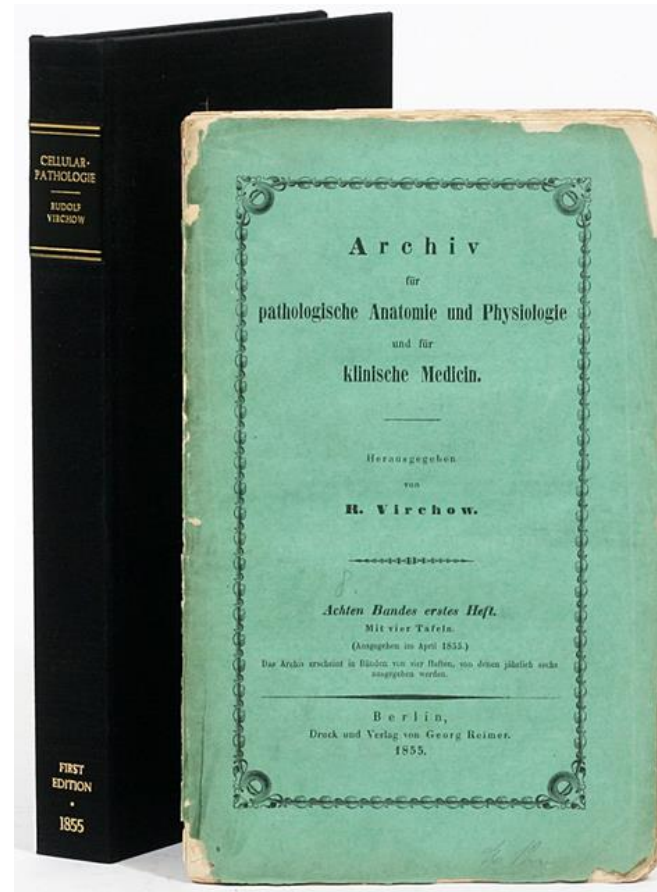 CELLULAR-
PATHOLOGIE
RUDOLF
VIRCHOW
FIRST
EDITION
•
1855
Archiv
für
pathologische Anatomie und Physiologie
und für
klinische Medicin.
Herausgegeben
von
R. Virchow.
8.
Achten Bandes erstes Heft.
Mit vier Tafeln.
(Ausgegeben im April 1855.)
Das Archiv erscheint in Bänden von vier Heften, von denen jährlich sechs
ausgegeben werden.
Berlin,
Druck und Verlag von Georg Reimer.
1855.